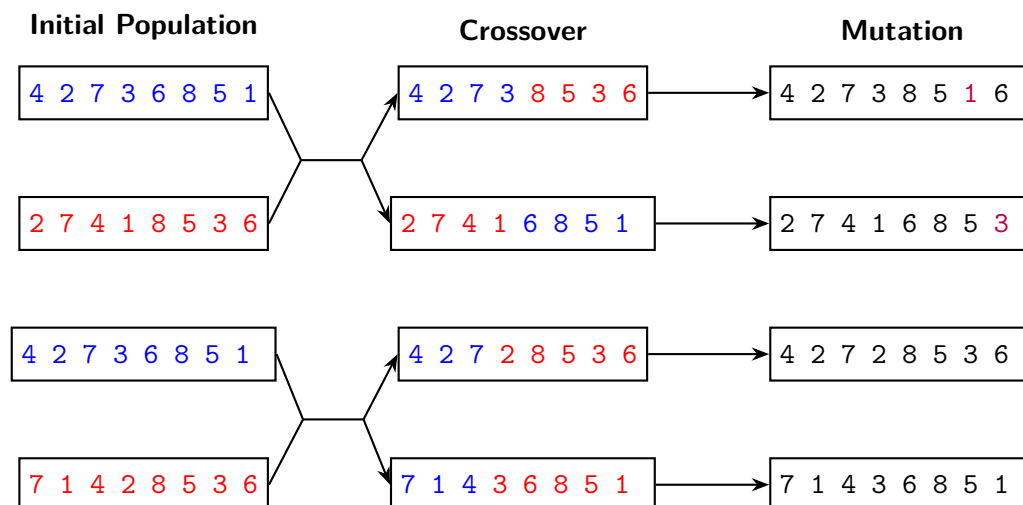 Initial Population Crossover Mutation
4 2 7 3 6 8 5 1 4 2 7 3 8 5 3 6 4 2 7 3 8 5 1 6
2 7 4 1 8 5 3 6 2 7 4 1 6 8 5 1 2 7 4 1 6 8 5 3
4 2 7 3 6 8 5 1 4 2 7 2 8 5 3 6 4 2 7 2 8 5 3 6
7 1 4 2 8 5 3 6 7 1 4 3 6 8 5 1 7 1 4 3 6 8 5 1